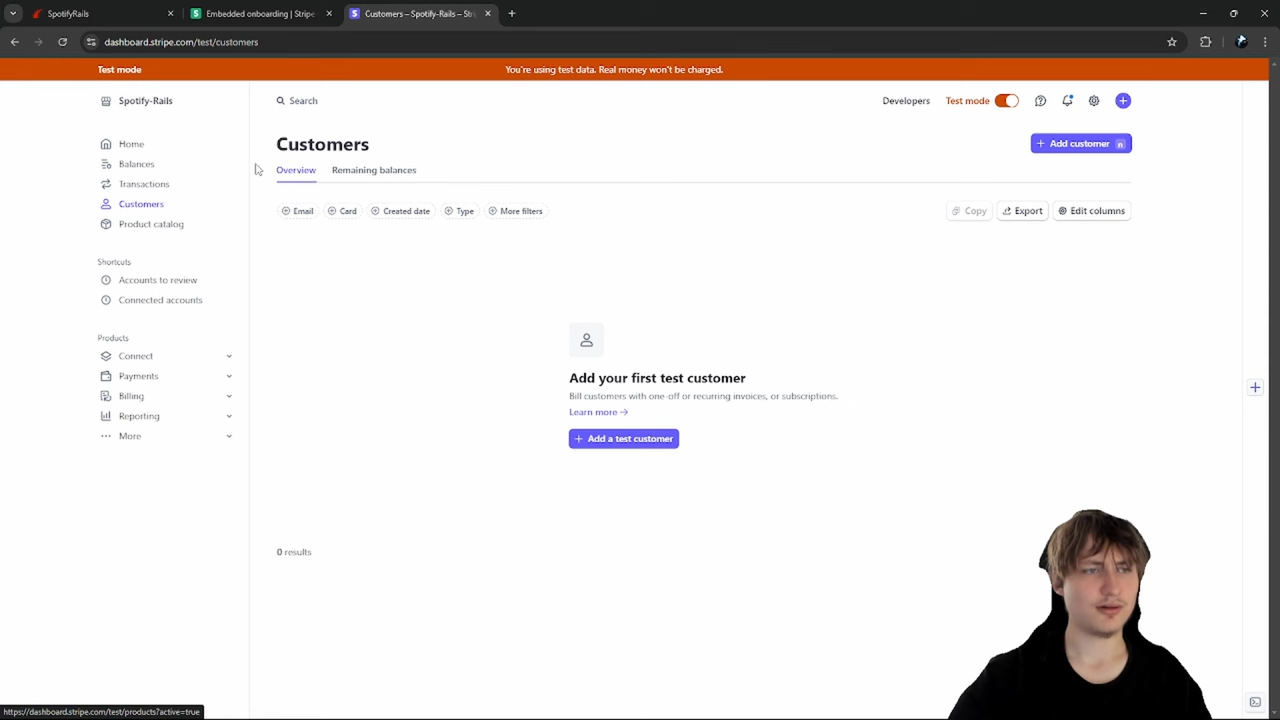 SpotifyRails
Embedded onboarding | Stripe
Customers – Spotify-Rails – Stri
dashboard.stripe.com/test/customers
Test mode
You're using test data. Real money won't be charged.
Spotify-Rails
Search
Developers
Test mode
Home
Balances
Transactions
Customers
Product catalog
Shortcuts
Accounts to review
Connected accounts
Products
Connect
Payments
Billing
Reporting
More
Customers
Add customer n
Overview
Remaining balances
Email
Card
Created date
Type
More filters
Copy
Export
Edit columns
Add your first test customer
Bill customers with one-off or recurring invoices, or subscriptions.
Learn more
Add a test customer
0 results
https://dashboard.stripe.com/test/products?active=true